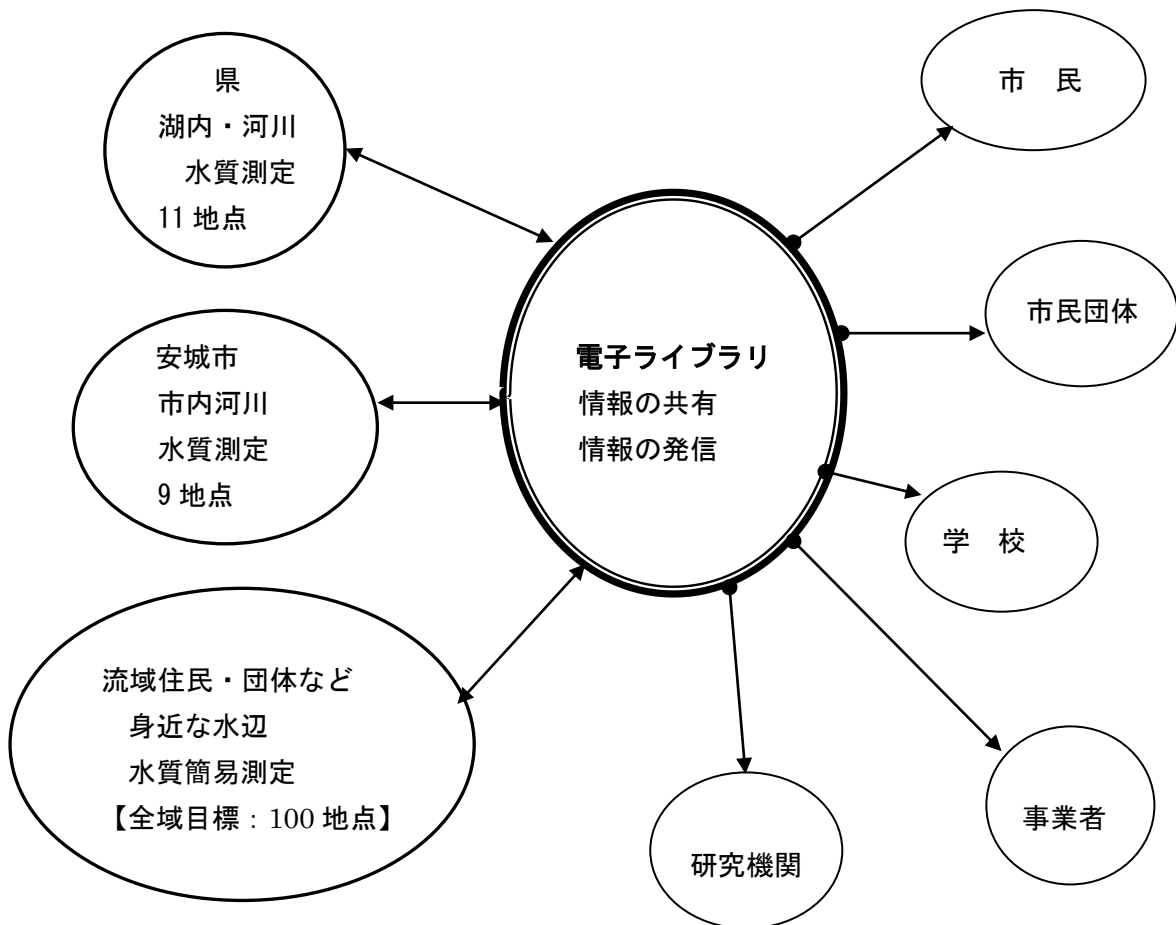 県
湖内・河川
水質測定
11 地点
安城市
市内河川
水質測定
9 地点
流域住民・団体など
身近な水辺
水質簡易測定
【全域目標：100 地点】
電子ライブラリ
情報の共有
情報の発信
市　民
市民団体
学　校
事業者
研究機関